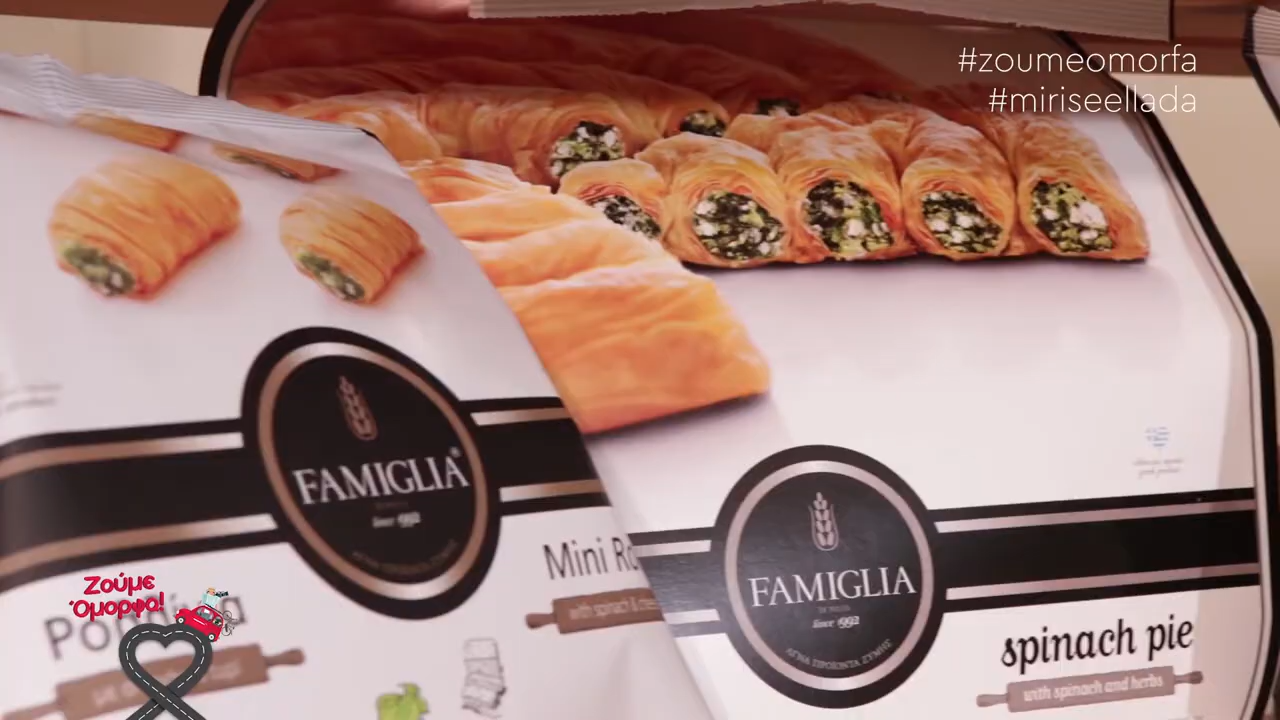 #zoumeomorfa
#miriseellada
FAMIGLIA®
since 1992
Mini Ro
with spinach & chee
FAMIGLIA
since 1992
ΑΓΝΑ ΠΡΟΪΟΝΤΑ ΖΥΜΗΣ
spinach pie
with spinach and herbs
Ζούμε
Όμορφα!